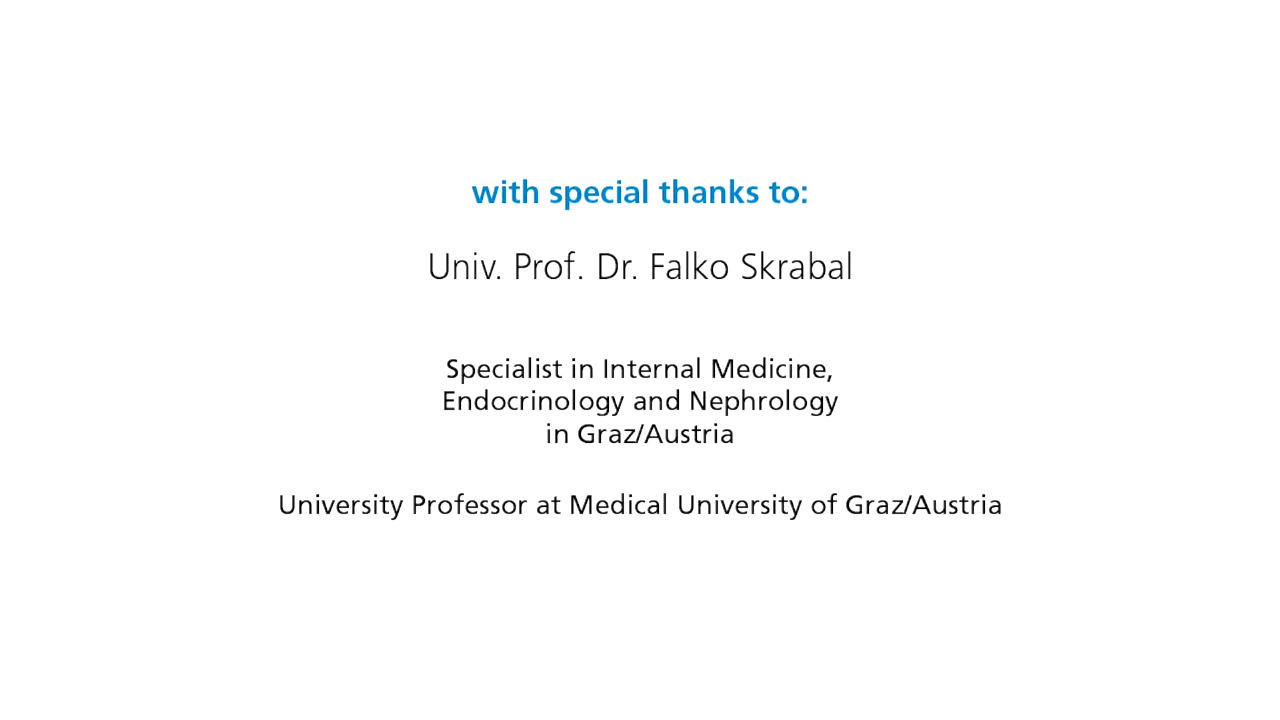 with special thanks to:
Univ. Prof. Dr. Falko Skrabal
Specialist in Internal Medicine,
Endocrinology and Nephrology
in Graz/Austria
University Professor at Medical University of Graz/Austria